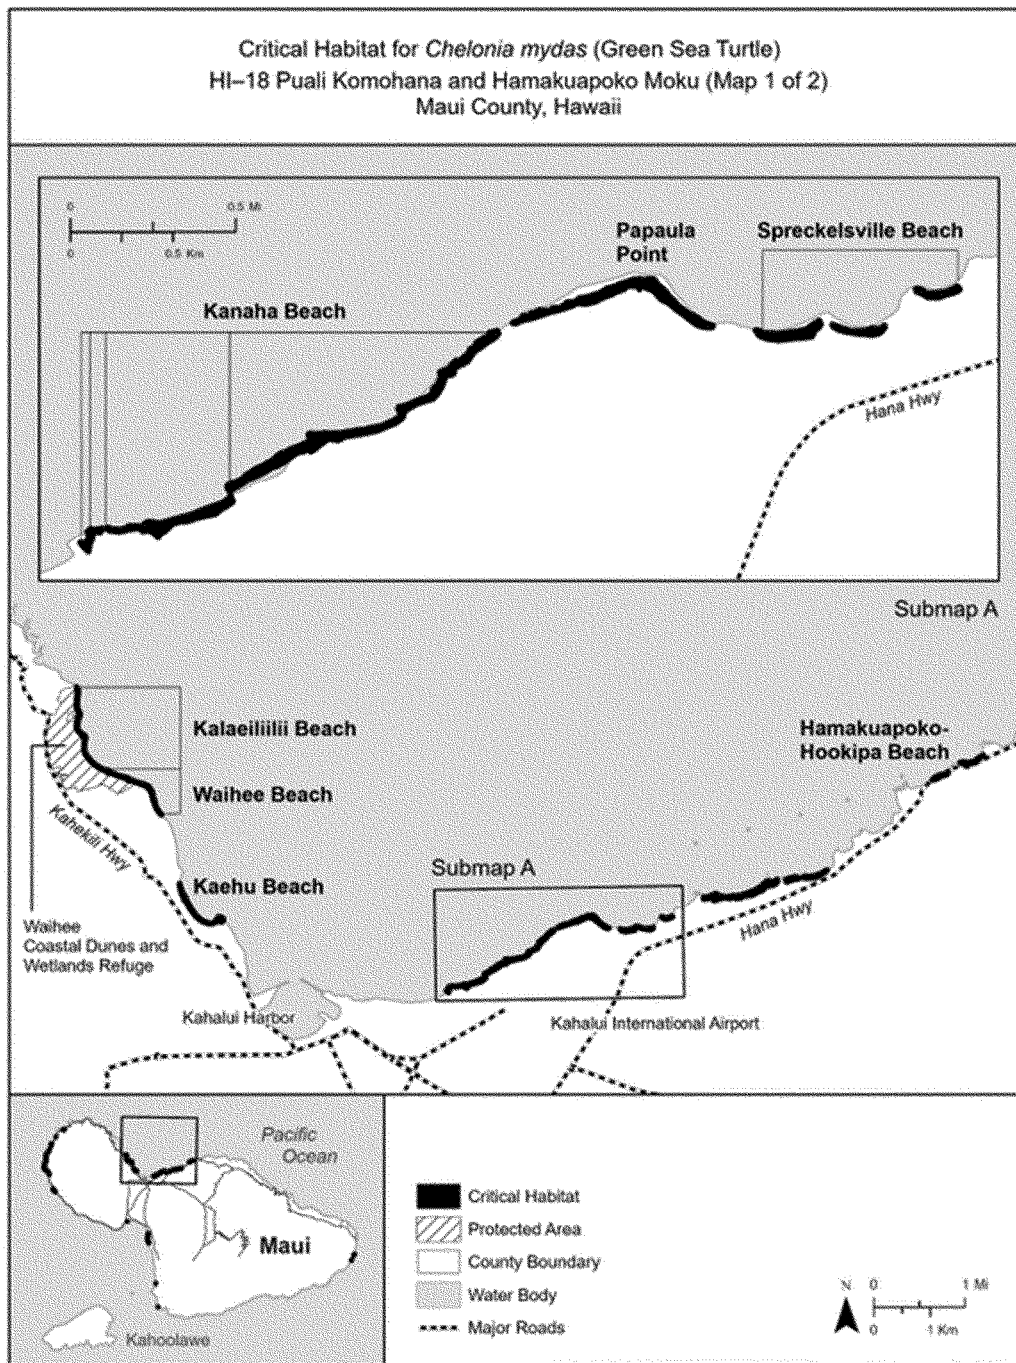 Critical Habitat for Chelonia mydas (Green Sea Turtle)
HI–18 Puali Komohana and Hamakuapoko Moku (Map 1 of 2)
Maui County, Hawaii
0
0.5 Mi
0
0.5 Km
Papaula
Point
Spreckelsville Beach
Kanaha Beach
Hana Hwy
Submap A
Kalaeiliilii Beach
Hamakuapoko-
Hookipa Beach
Waihee Beach
Kahekili Hwy
Submap A
Kaehu Beach
Hana Hwy
Waihee
Coastal Dunes and
Wetlands Refuge
Kahalui Harbor
Kahalui International Airport
Pacific
Ocean
Maui
Kahoolawe
Critical Habitat
Protected Area
County Boundary
Water Body
Major Roads
N
0
1 Mi
0
1 Km